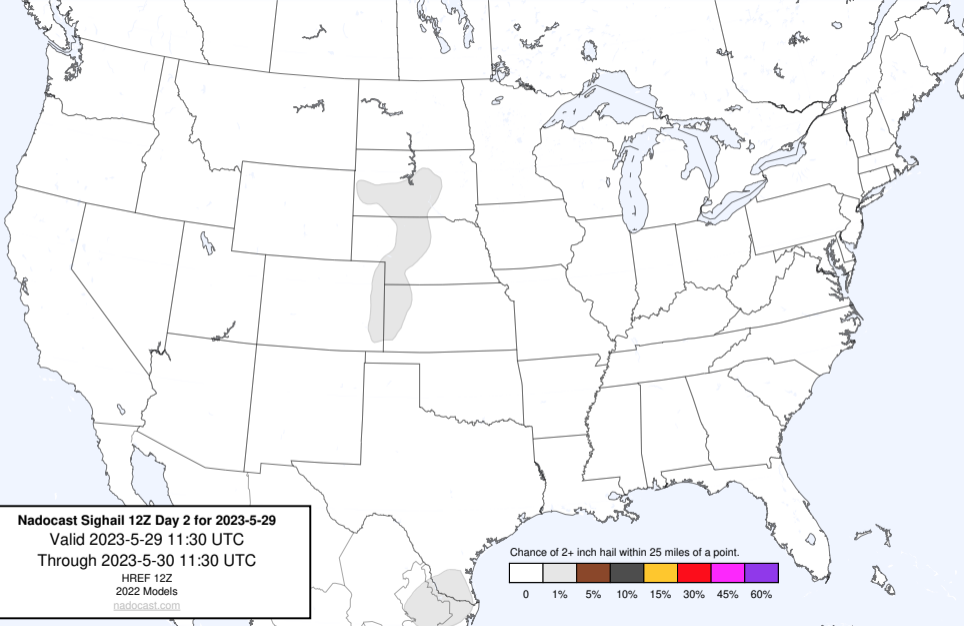 Nadocast Sighail 12Z Day 2 for 2023-5-29
Valid 2023-5-29 11:30 UTC
Through 2023-5-30 11:30 UTC
HREF 12Z
2022 Models
nadocast.com
Chance of 2+ inch hail within 25 miles of a point.
0 1% 5% 10% 15% 30% 45% 60%